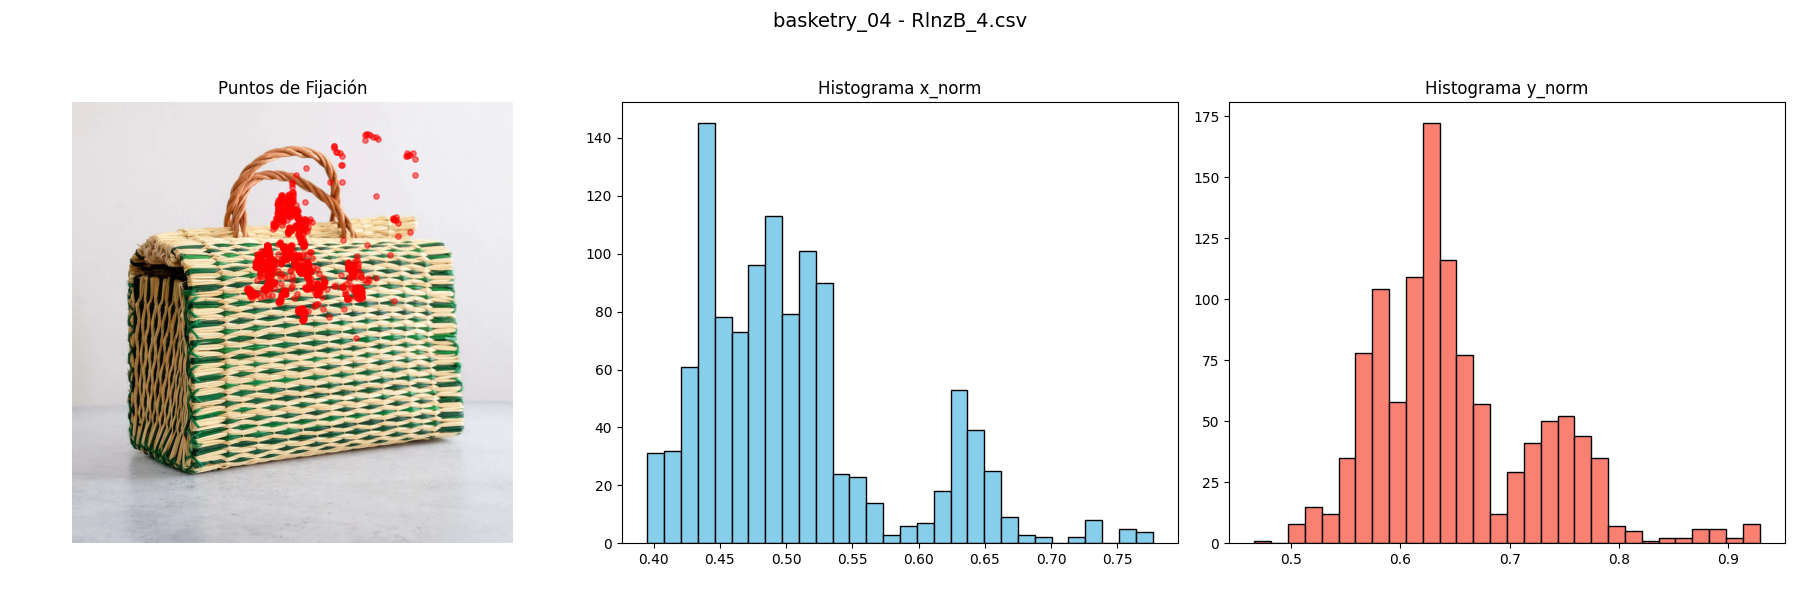 basketry_04 - RlnzB_4.csv
Puntos de Fijación
Histograma x_norm
140
120
100
80
60
40
20
0
0.40 0.45 0.50 0.55 0.60 0.65 0.70 0.75
Histograma y_norm
175
150
125
100
75
50
25
0
0.5 0.6 0.7 0.8 0.9